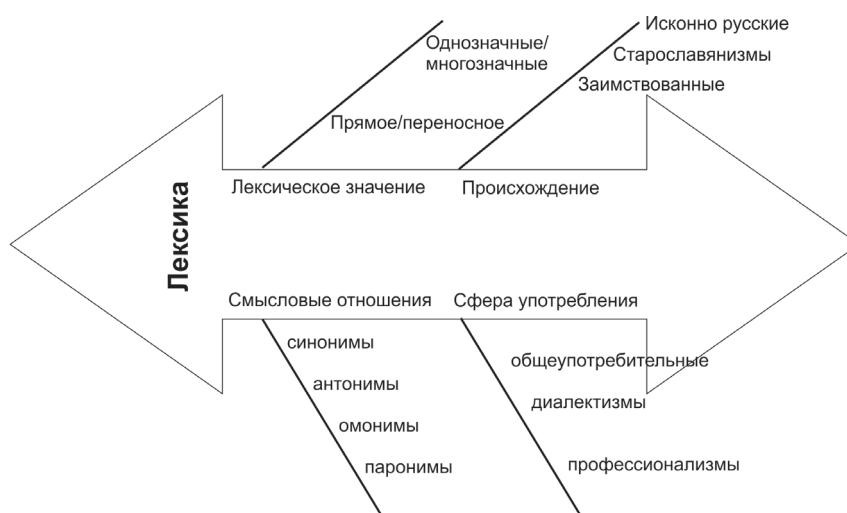 Однозначные/
многозначные
Прямое/переносное
Исконно русские
Старославянизмы
Заимствованные
Лексическое значение
Происхождение
Лексика
Смысловые отношения
Сфера употребления
синонимы
антонимы
омонимы
паронимы
общеупотребительные
диалектизмы
профессионализмы